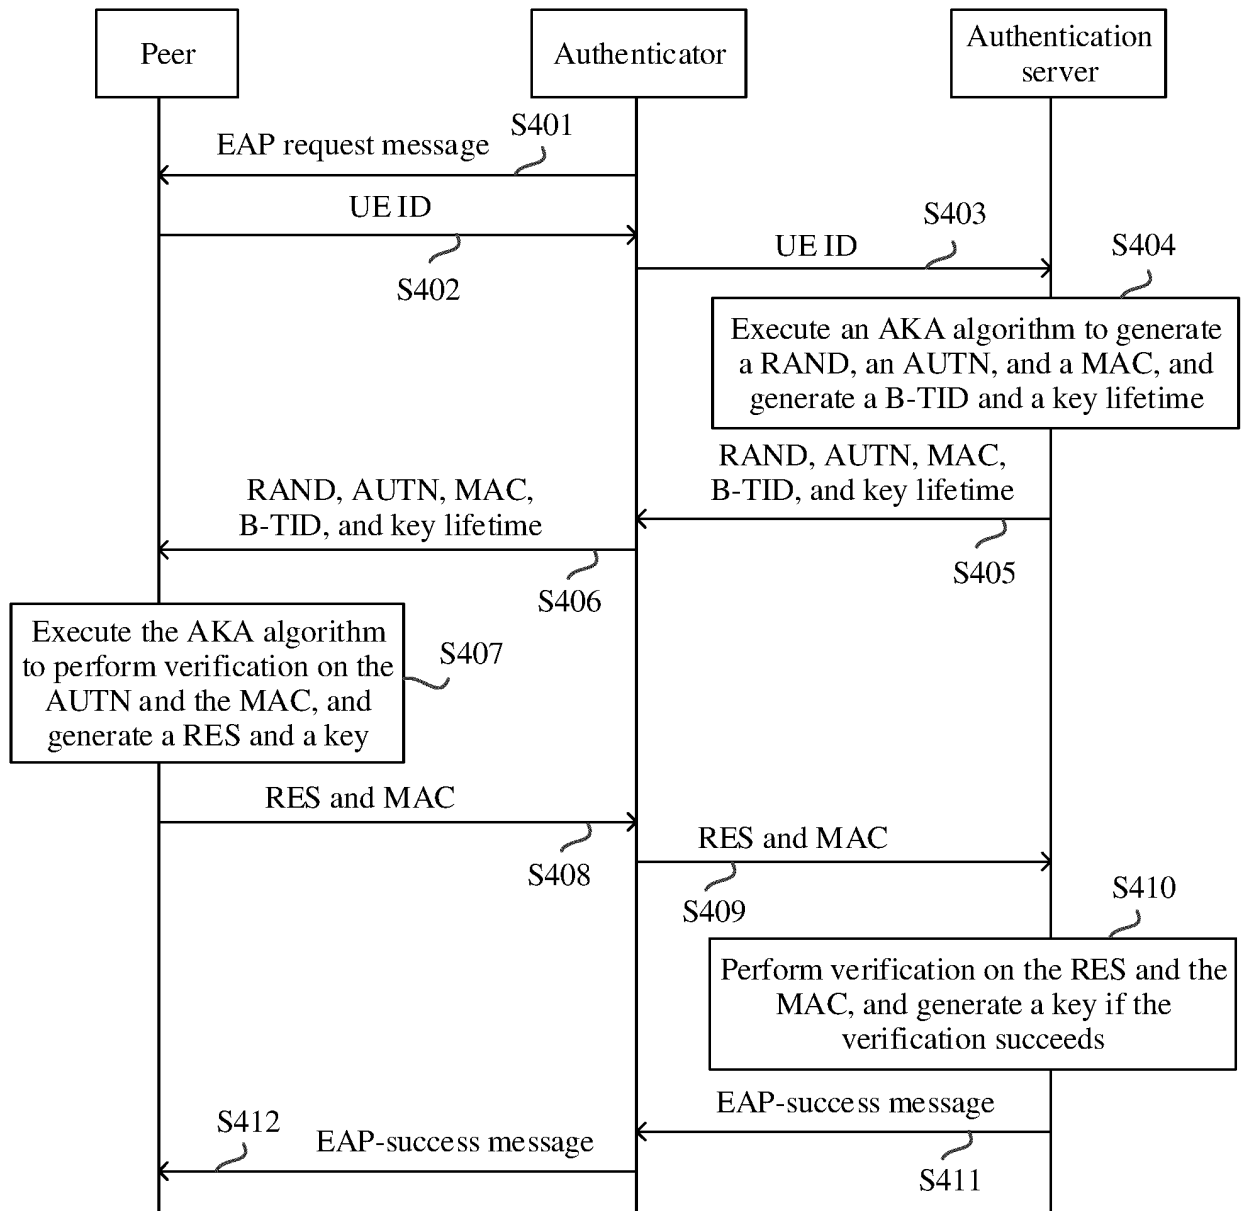 Peer
Authenticator
Authentication
server
S401
EAP request message
UE ID
S402
S403
UE ID
S404
Execute an AKA algorithm to generate
a RAND, an AUTN, and a MAC, and
generate a B-TID and a key lifetime
RAND, AUTN, MAC,
B-TID, and key lifetime
S405
RAND, AUTN, MAC,
B-TID, and key lifetime
S406
Execute the AKA algorithm
to perform verification on the
AUTN and the MAC, and
generate a RES and a key
S407
RES and MAC
S408
RES and MAC
S409
S410
Perform verification on the RES and the
MAC, and generate a key if the
verification succeeds
EAP-success message
S411
S412
EAP-success message